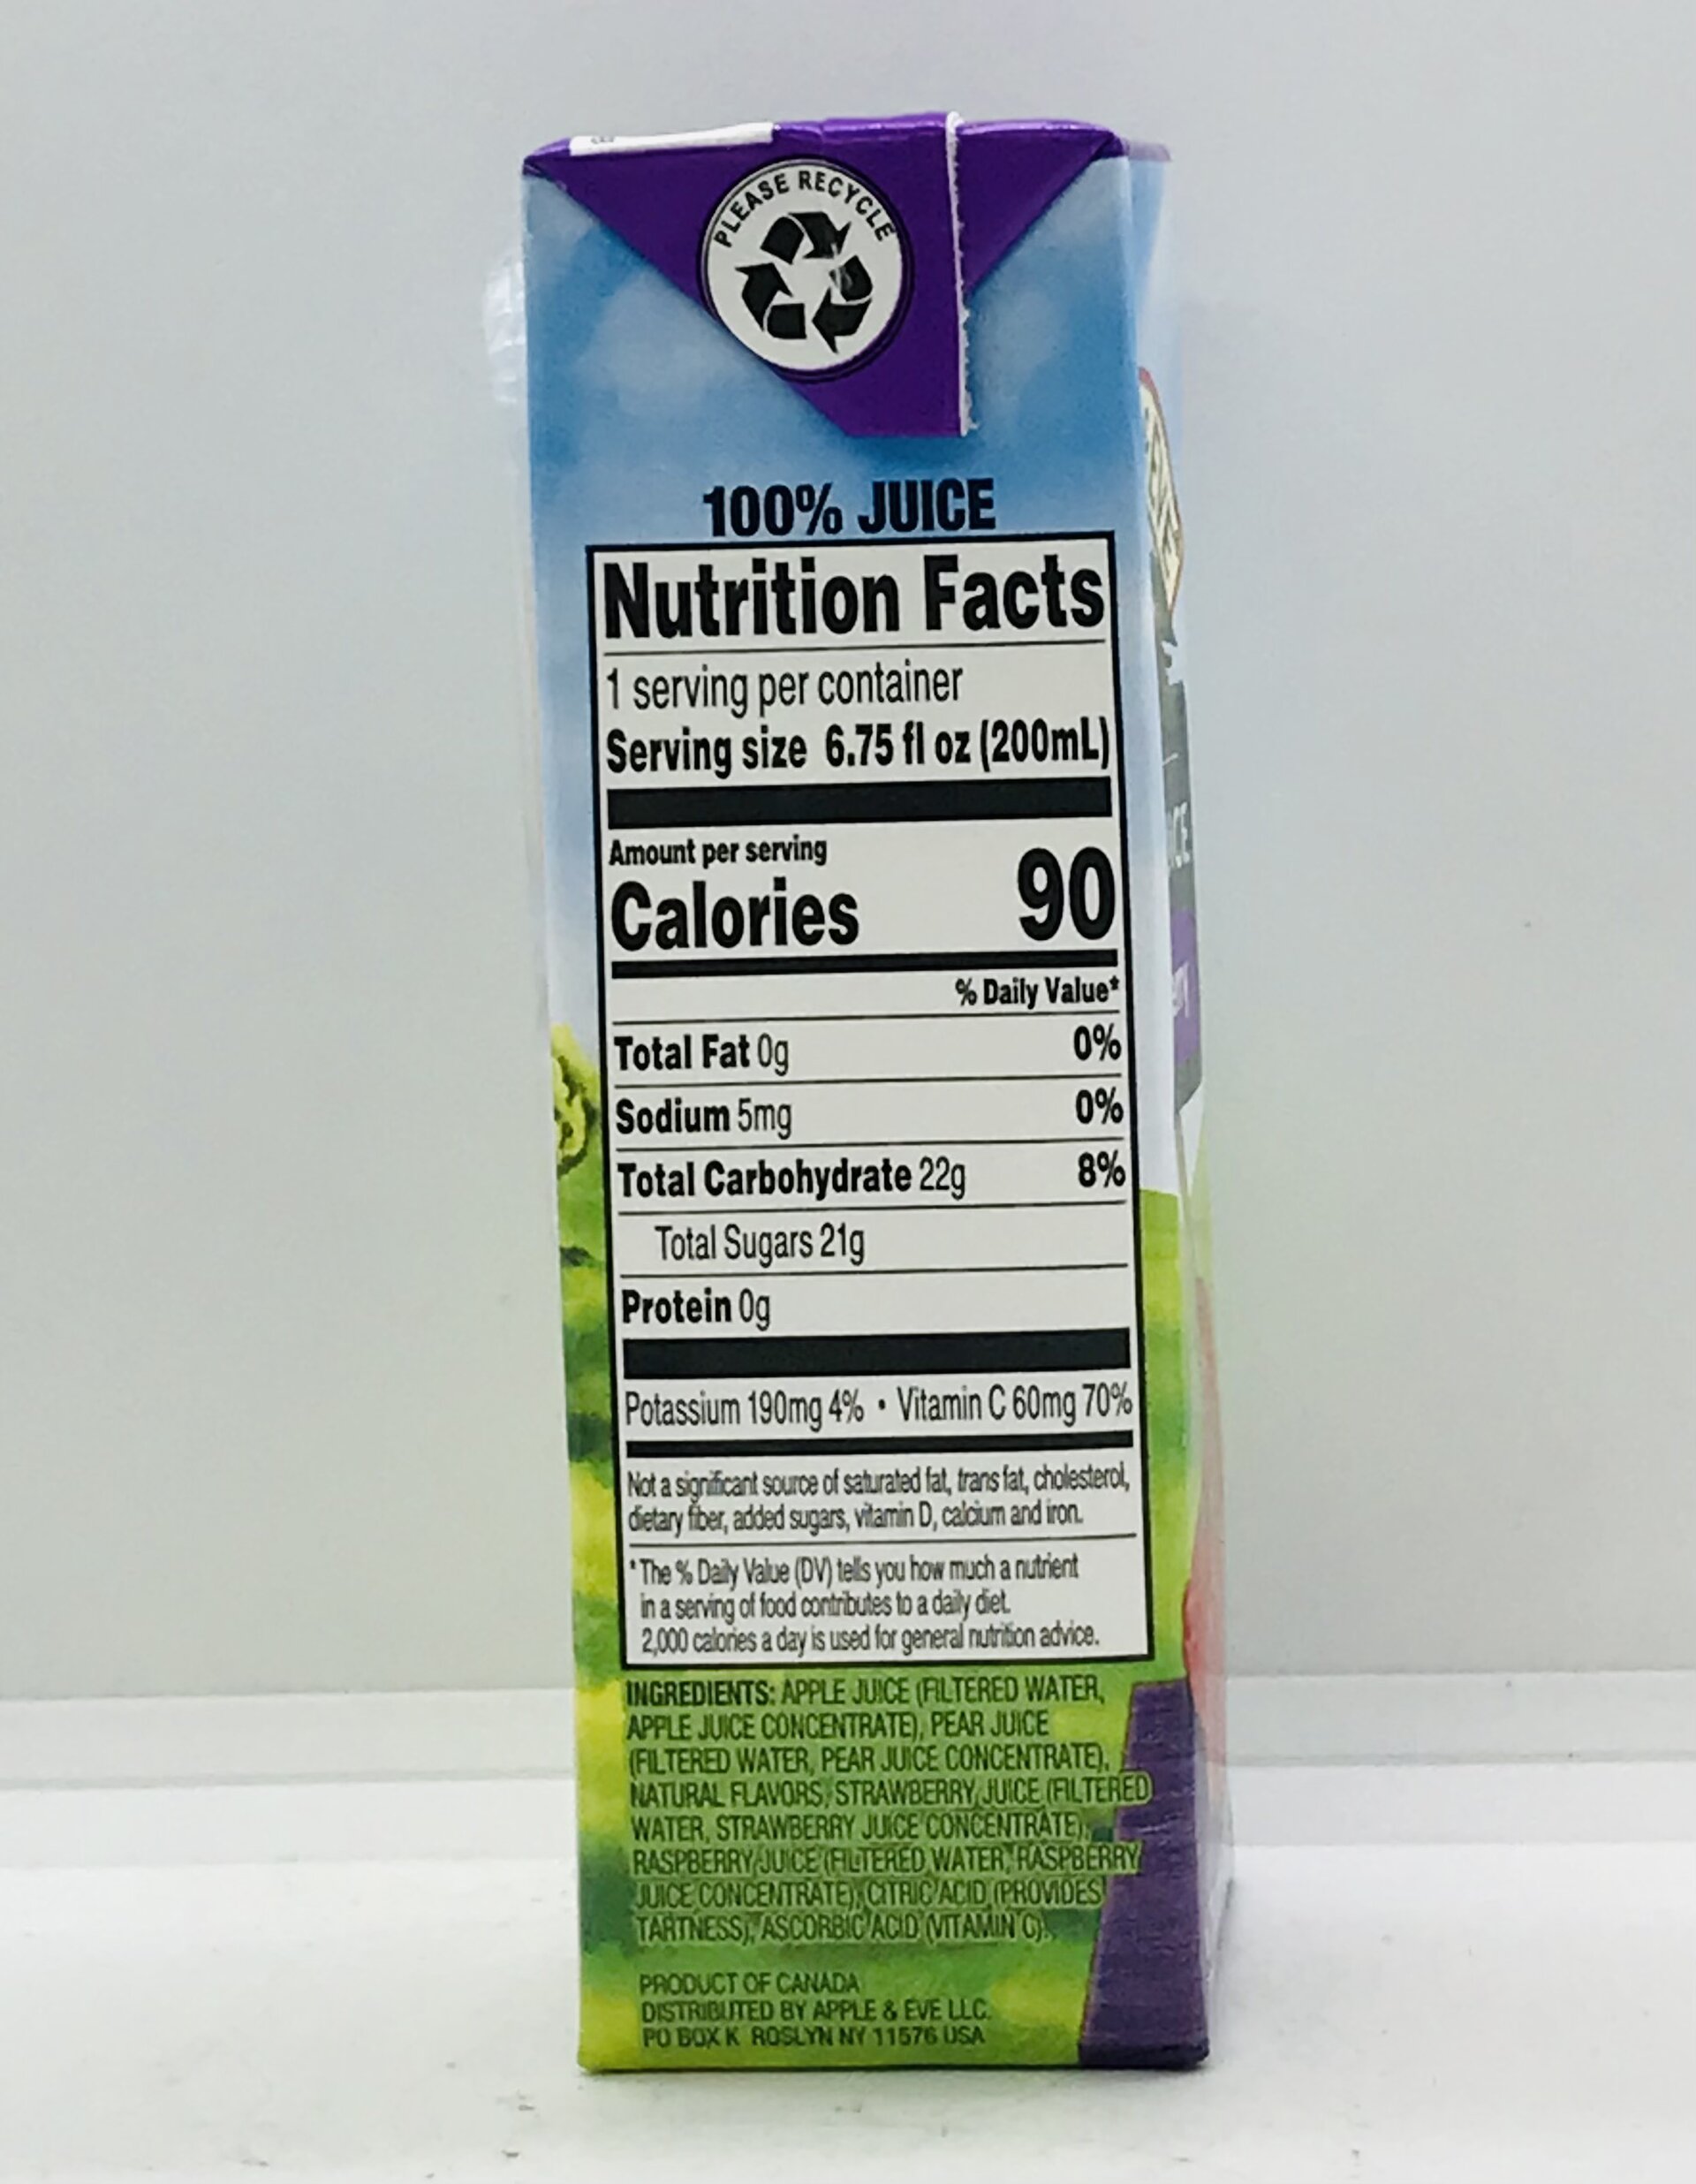 PLEASE RECYCLE
100% JUICE
Nutrition Facts
1 serving per container
Serving size 6.75 fl oz (200mL)
Amount per serving
Calories 90
% Daily Value*
Total Fat 0g 0%
Sodium 5mg 0%
Total Carbohydrate 22g 8%
Total Sugars 21g
Protein 0g
Potassium 190mg 4% • Vitamin C 60mg 70%
Not a significant source of saturated fat, trans fat, cholesterol,
dietary fiber, added sugars, vitamin D, calcium and iron.
*The % Daily Value (DV) tells you how much a nutrient
in a serving of food contributes to a daily diet.
2,000 calories a day is used for general nutrition advice.
INGREDIENTS: APPLE JUICE (FILTERED WATER,
APPLE JUICE CONCENTRATE), PEAR JUICE
(FILTERED WATER, PEAR JUICE CONCENTRATE),
NATURAL FLAVORS, STRAWBERRY JUICE (FILTERED
WATER, STRAWBERRY JUICE CONCENTRATE),
RASPBERRY JUICE (FILTERED WATER, RASPBERRY
JUICE CONCENTRATE), CITRIC ACID (PROVIDES
TARTNESS), ASCORBIC ACID (VITAMIN C).
PRODUCT OF CANADA
DISTRIBUTED BY APPLE & EVE LLC.
PO BOX K ROSLYN NY 11576 USA